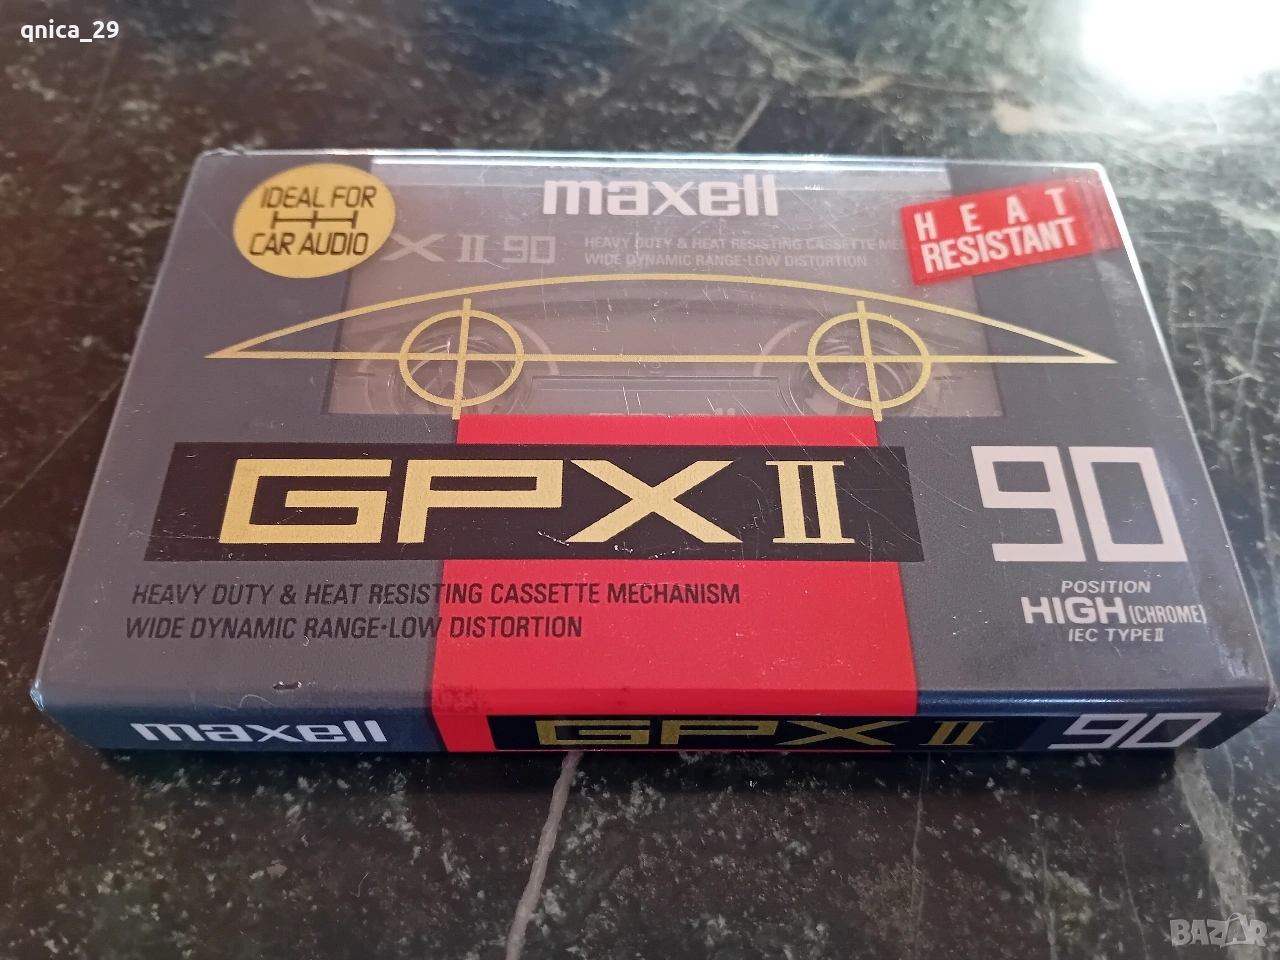 qnica_29
IDEAL FOR
CAR AUDIO
maxell
HEAT
RESISTANT
X II 90
HEAVY DUTY & HEAT RESISTING CASSETTE ME
WIDE DYNAMIC RANGE·LOW DISTORTION
GPX II
90
HEAVY DUTY & HEAT RESISTING CASSETTE MECHANISM
WIDE DYNAMIC RANGE·LOW DISTORTION
POSITION
HIGH (CHROME)
IEC TYPE II
maxell GPX II 90
BAZAR